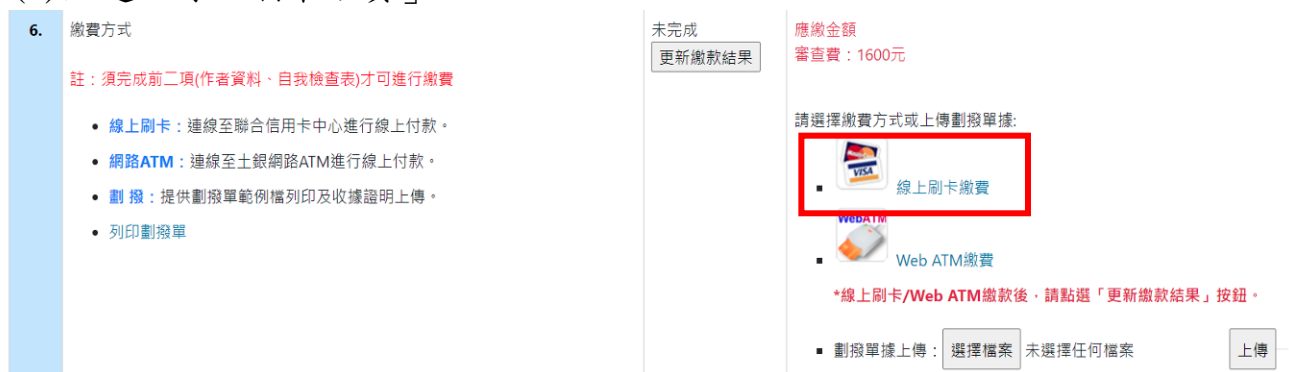 6.
繳費方式
註：須完成前二項(作者資料、自我檢查表)才可進行繳費
線上刷卡：連線至聯合信用卡中心進行線上付款。
網路ATM：連線至土銀網路ATM進行線上付款。
劃 撥：提供劃撥單範例檔列印及收據證明上傳。
列印劃撥單
未完成
更新繳款結果
應繳金額
審查費：1600元
請選擇繳費方式或上傳劃撥單據:
VISA
線上刷卡繳費
WebATM
Web ATM繳費
*線上刷卡/Web ATM繳款後，請點選「更新繳款結果」按鈕。
劃撥單據上傳： 選擇檔案 未選擇任何檔案 上傳